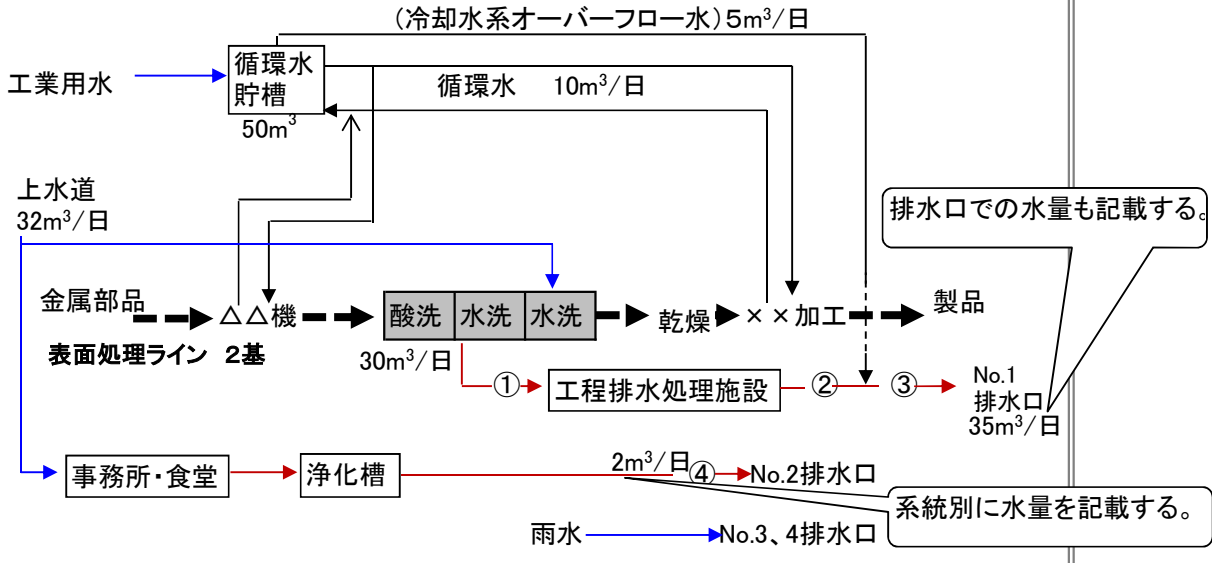 (冷却水系オーバーフロー水)5m³/日
工業用水
循環水
貯槽
50m³
循環水 10m³/日
上水道
32m³/日
排水口での水量も記載する。
金属部品
△△機
酸洗 水洗 水洗
乾燥
××加工
製品
表面処理ライン 2基
30m³/日
①
工程排水処理施設
②
③
No.1
排水口
35m³/日
事務所・食堂
浄化槽
2m³/日
④
No.2排水口
系統別に水量を記載する。
雨水
No.3、4排水口